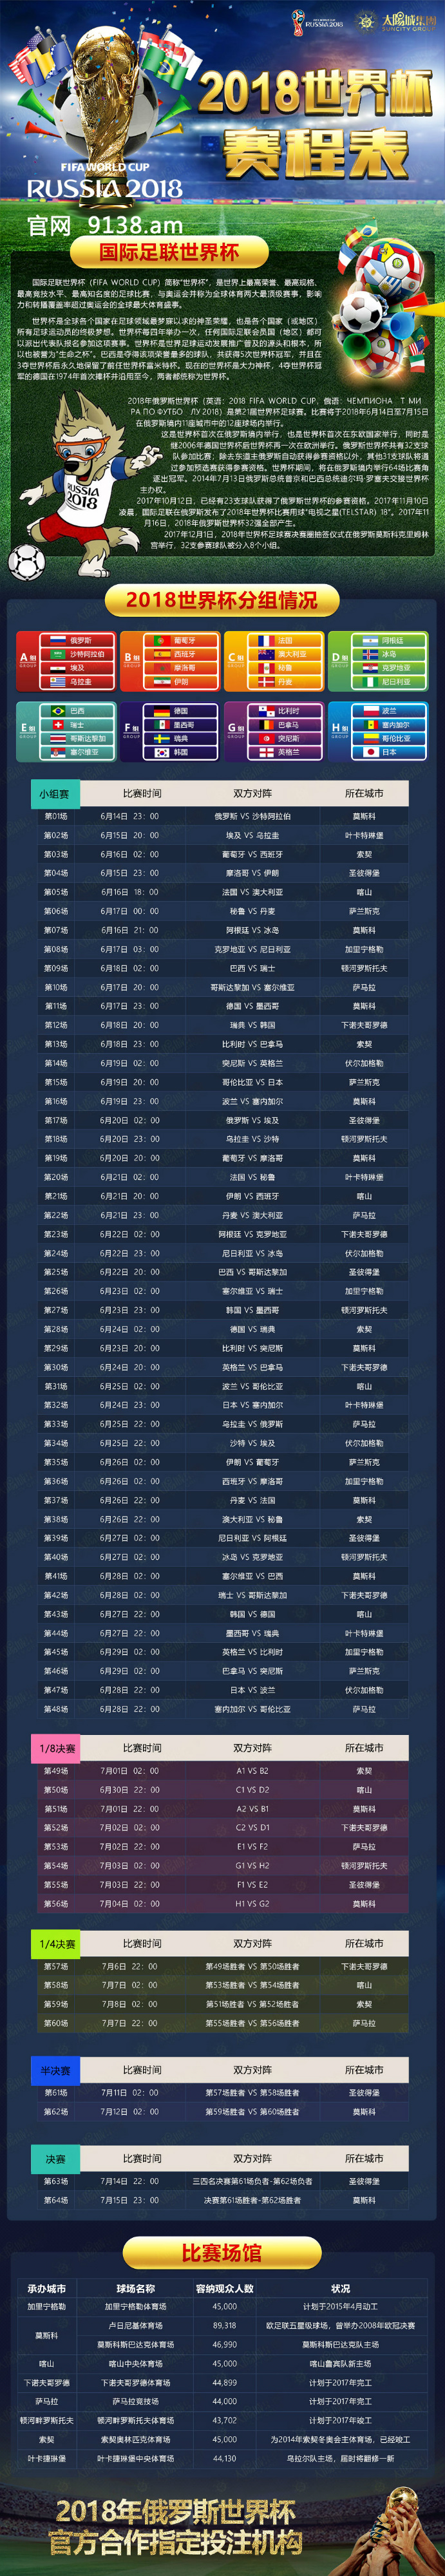 FIFA WORLD CUP
RUSSIA 2018
太陽城集團
SUNCITY GROUP
2018世界杯
赛程表
FIFA WORLD CUP
RUSSIA 2018
官网 9138.am
国际足联世界杯
国际足联世界杯（FIFA WORLD CUP）简称“世界杯”，是世界上最高荣誉、最高规格、
最高竞技水平、最高知名度的足球比赛，与奥运会并称为全球体育两大顶级赛事，影响
力和转播覆盖率超过奥运会的全球最大体育盛事。
世界杯是全球各个国家在足球领域最梦寐以求的神圣荣耀，也是各个国家（或地区）
所有足球运动员的终极梦想。世界杯每四年举办一次，任何国际足联会员国（地区）都可
以派出代表队报名参加这项赛事。世界杯是世界足球运动发展推广普及的源头和根本，所
以也被誉为“生命之杯”。巴西是夺得该项荣誉最多的球队，共获得5次世界杯冠军，并且在
3夺世界杯后永久地保留了前任世界杯雷米特杯。现在的世界杯是大力神杯，4夺世界杯冠
军的德国在1974年首次捧杯并沿用至今，两者都统称为世界杯。
2018年俄罗斯世界杯（英语：2018 FIFA WORLD CUP、俄语：ЧЕМПИОНА Т МИ
РА ПО ФУТБО ЛУ 2018）是第21届世界杯足球赛。比赛将于2018年6月14日至7月15日
在俄罗斯境内11座城市中的12座球场内举行。
这是世界杯首次在俄罗斯境内举行，也是世界杯首次在东欧国家举行，同时是
继2006年德国世界杯后世界杯再一次在欧洲举行。俄罗斯世界杯共有32支球
队参加比赛；除去东道主俄罗斯自动获得参赛资格以外，其他31支球队将通
过参加预选赛获得参赛资格。世界杯期间，将在俄罗斯境内举行64场比赛角
逐出冠军。2014年7月13日俄罗斯总统普京和巴西总统迪尔玛·罗塞夫交接世界杯
主办权。
2017年10月12日，已经有23支球队获得了俄罗斯世界杯的参赛资格。2017年11月10日
凌晨，国际足联在俄罗斯发布了2018年世界杯比赛用球“电视之星(TELSTAR) 18”。2017年11
月16日，2018年俄罗斯世界杯32强全部产生。
2017年12月1日，2018年世界杯足球赛决赛圈抽签仪式在俄罗斯莫斯科克里姆林
宫举行，32支参赛球队被分入8个小组。
RUSSIA
2018
2018世界杯分组情况
A组 GROUP 俄罗斯 沙特阿拉伯 埃及 乌拉圭
B组 GROUP 葡萄牙 西班牙 摩洛哥 伊朗
C组 GROUP 法国 澳大利亚 秘鲁 丹麦
D组 GROUP 阿根廷 冰岛 克罗地亚 尼日利亚
E组 GROUP 巴西 瑞士 哥斯达黎加 塞尔维亚
F组 GROUP 德国 墨西哥 瑞典 韩国
G组 GROUP 比利时 巴拿马 突尼斯 英格兰
H组 GROUP 波兰 塞内加尔 哥伦比亚 日本
小组赛 比赛时间 双方对阵 所在城市
第01场 6月14日 23：00 俄罗斯 VS 沙特阿拉伯 莫斯科
第02场 6月15日 20：00 埃及 VS 乌拉圭 叶卡特琳堡
第03场 6月16日 02：00 葡萄牙 VS 西班牙 索契
第04场 6月15日 23：00 摩洛哥 VS 伊朗 圣彼得堡
第05场 6月16日 18：00 法国 VS 澳大利亚 喀山
第06场 6月17日 00：00 秘鲁 VS 丹麦 萨兰斯克
第07场 6月16日 21：00 阿根廷 VS 冰岛 莫斯科
第08场 6月17日 03：00 克罗地亚 VS 尼日利亚 加里宁格勒
第09场 6月18日 02：00 巴西 VS 瑞士 顿河罗斯托夫
第10场 6月17日 20：00 哥斯达黎加 VS 塞尔维亚 萨马拉
第11场 6月17日 23：00 德国 VS 墨西哥 莫斯科
第12场 6月18日 20：00 瑞典 VS 韩国 下诺夫哥罗德
第13场 6月18日 23：00 比利时 VS 巴拿马 索契
第14场 6月19日 02：00 突尼斯 VS 英格兰 伏尔加格勒
第15场 6月19日 20：00 哥伦比亚 VS 日本 萨兰斯克
第16场 6月19日 23：00 波兰 VS 塞内加尔 莫斯科
第17场 6月20日 02：00 俄罗斯 VS 埃及 圣彼得堡
第18场 6月20日 23：00 乌拉圭 VS 沙特 顿河罗斯托夫
第19场 6月20日 20：00 葡萄牙 VS 摩洛哥 莫斯科
第20场 6月21日 02：00 法国 VS 秘鲁 叶卡特琳堡
第21场 6月21日 20：00 伊朗 VS 西班牙 喀山
第22场 6月21日 23：00 丹麦 VS 澳大利亚 萨马拉
第23场 6月22日 02：00 阿根廷 VS 克罗地亚 下诺夫哥罗德
第24场 6月22日 23：00 尼日利亚 VS 冰岛 伏尔加格勒
第25场 6月22日 20：00 巴西 VS 哥斯达黎加 圣彼得堡
第26场 6月23日 02：00 塞尔维亚 VS 瑞士 加里宁格勒
第27场 6月23日 23：00 韩国 VS 墨西哥 顿河罗斯托夫
第28场 6月24日 02：00 德国 VS 瑞典 索契
第29场 6月23日 20：00 比利时 VS 突尼斯 莫斯科
第30场 6月24日 20：00 英格兰 VS 巴拿马 下诺夫哥罗德
第31场 6月25日 02：00 波兰 VS 哥伦比亚 喀山
第32场 6月24日 23：00 日本 VS 塞内加尔 叶卡特琳堡
第33场 6月25日 22：00 乌拉圭 VS 俄罗斯 萨马拉
第34场 6月25日 22：00 沙特 VS 埃及 伏尔加格勒
第35场 6月26日 02：00 伊朗 VS 葡萄牙 萨兰斯克
第36场 6月26日 02：00 西班牙 VS 摩洛哥 加里宁格勒
第37场 6月26日 22：00 丹麦 VS 法国 莫斯科
第38场 6月26日 22：00 澳大利亚 VS 秘鲁 索契
第39场 6月27日 02：00 尼日利亚 VS 阿根廷 圣彼得堡
第40场 6月27日 02：00 冰岛 VS 克罗地亚 顿河罗斯托夫
第41场 6月28日 02：00 塞尔维亚 VS 巴西 莫斯科
第42场 6月28日 02：00 瑞士 VS 哥斯达黎加 下诺夫哥罗德
第43场 6月27日 22：00 韩国 VS 德国 喀山
第44场 6月27日 22：00 墨西哥 VS 瑞典 叶卡特琳堡
第45场 6月29日 02：00 英格兰 VS 比利时 加里宁格勒
第46场 6月29日 02：00 巴拿马 VS 突尼斯 萨兰斯克
第47场 6月28日 22：00 日本 VS 波兰 伏尔加格勒
第48场 6月28日 22：00 塞内加尔 VS 哥伦比亚 萨马拉
1/8决赛 比赛时间 双方对阵 所在城市
第49场 7月01日 02：00 A1 VS B2 索契
第50场 6月30日 22：00 C1 VS D2 喀山
第51场 7月01日 22：00 A2 VS B1 莫斯科
第52场 7月02日 02：00 C2 VS D1 下诺夫哥罗德
第53场 7月02日 22：00 E1 VS F2 萨马拉
第54场 7月03日 02：00 G1 VS H2 顿河罗斯托夫
第55场 7月03日 22：00 F1 VS E2 圣彼得堡
第56场 7月04日 02：00 H1 VS G2 莫斯科
1/4决赛 比赛时间 双方对阵 所在城市
第57场 7月6日 22：00 第49场胜者 VS 第50场胜者 下诺夫哥罗德
第58场 7月7日 02：00 第53场胜者 VS 第54场胜者 喀山
第59场 7月8日 02：00 第51场胜者 VS 第52场胜者 索契
第60场 7月7日 22：00 第55场胜者 VS 第56场胜者 萨马拉
半决赛 比赛时间 双方对阵 所在城市
第61场 7月11日 02：00 第57场胜者 VS 第58场胜者 圣彼得堡
第62场 7月12日 02：00 第59场胜者 VS 第60场胜者 莫斯科
决赛 比赛时间 双方对阵 所在城市
第63场 7月14日 22：00 三四名决赛第61场负者-第62场负者 圣彼得堡
第64场 7月15日 23：00 决赛第61场胜者-第62场胜者 莫斯科
比赛场馆
承办城市 球场名称 容纳观众人数 状况
加里宁格勒 加里宁格勒体育场 45,000 计划于2015年4月动工
莫斯科 卢日尼基体育场 89,318 欧足联五星级球场，曾举办2008年欧冠决赛
莫斯科斯巴达克体育场 46,990 莫斯科斯巴达克队主场
喀山 喀山中央体育场 45,000 喀山鲁宾队新主场
下诺夫哥罗德 下诺夫哥罗德体育场 44,899 计划于2017年完工
萨马拉 萨马拉竞技场 44,000 计划于2017年完工
顿河畔罗斯托夫 顿河罗斯托夫体育场 43,702 计划于2017年竣工
索契 索契奥林匹克体育场 45,000 为2014年索契冬奥会主体育场，已经竣工
叶卡捷琳堡 叶卡捷琳堡中央体育场 44,130 乌拉尔队主场，届时将翻修一新
2018年俄罗斯世界杯
官方合作指定投注机构